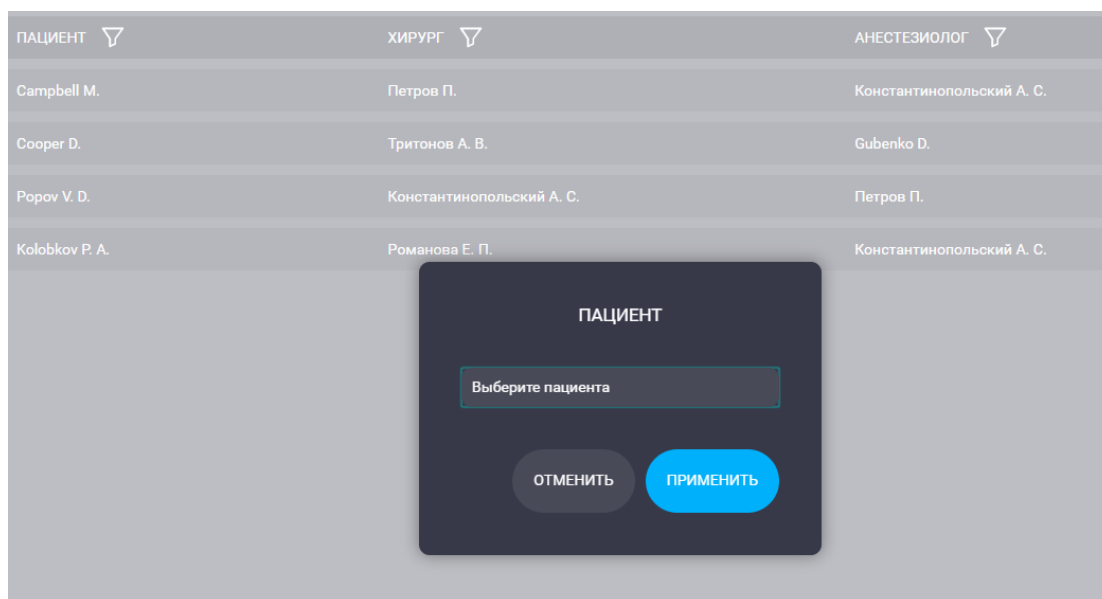 ПАЦИЕНТ ХИРУРГ АНЕСТЕЗИОЛОГ
Campbell M. Петров П. Константинопольский А. С.
Cooper D. Тритонов А. В. Gubenko D.
Popov V. D. Константинопольский А. С. Петров П.
Kolobkov P. A. Романова Е. П. Константинопольский А. С.
ПАЦИЕНТ
Выберите пациента
ОТМЕНИТЬ ПРИМЕНИТЬ